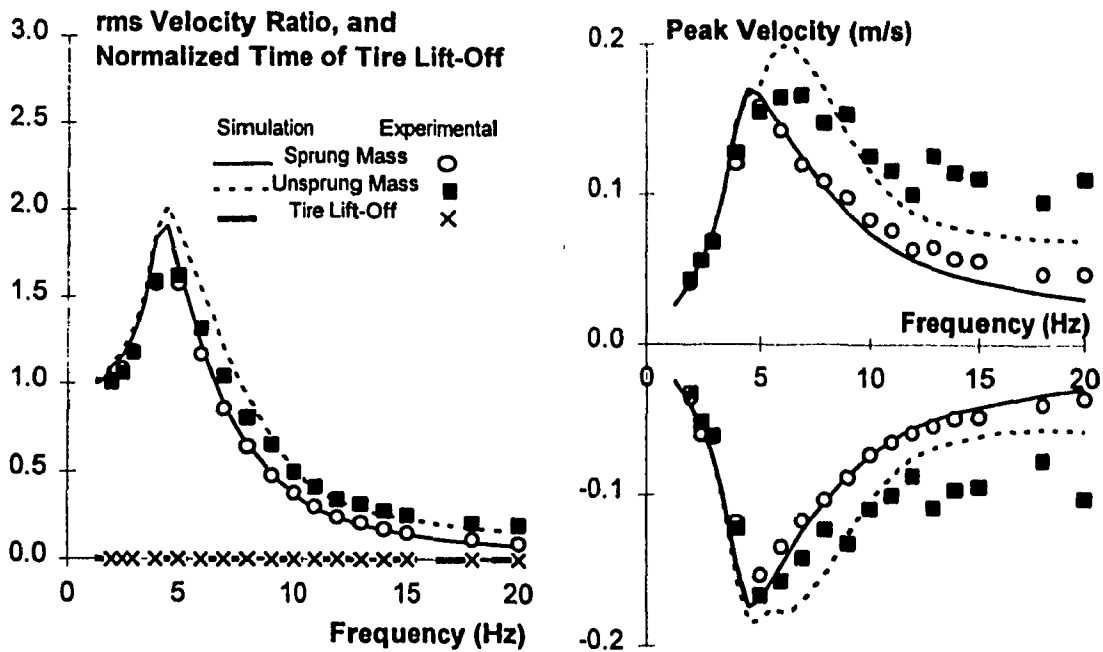 rms Velocity Ratio, and
Normalized Time of Tire Lift-Off
3.0
2.5
2.0
1.5
1.0
0.5
0.0
Simulation Experimental
Sprung Mass
Unsprung Mass
Tire Lift-Off
0 5 10 15 20
Frequency (Hz)
Peak Velocity (m/s)
0.2
0.1
0.0
-0.1
-0.2
Frequency (Hz)
0 5 10 15 20